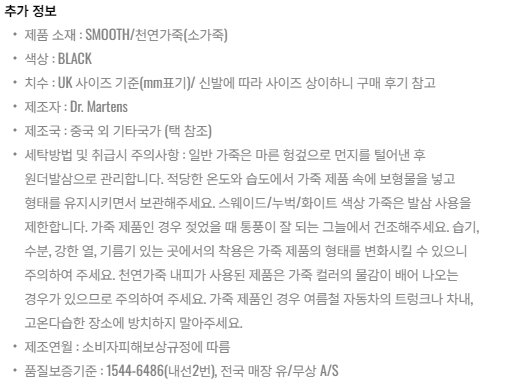 추가 정보
• 제품 소재 : SMOOTH/천연가죽(소가죽)
• 색상 : BLACK
• 치수 : UK 사이즈 기준(mm표기)/ 신발에 따라 사이즈 상이하니 구매 후기 참고
• 제조자 : Dr. Martens
• 제조국 : 중국 외 기타국가 (택 참조)
• 세탁방법 및 취급시 주의사항 : 일반 가죽은 마른 헝겊으로 먼지를 털어낸 후
원더발삼으로 관리합니다. 적당한 온도와 습도에서 가죽 제품 속에 보형물을 넣고
형태를 유지시키면서 보관해주세요. 스웨이드/누벅/화이트 색상 가죽은 발삼 사용을
제한합니다. 가죽 제품인 경우 젖었을 때 통풍이 잘 되는 그늘에서 건조해주세요. 습기,
수분, 강한 열, 기름기 있는 곳에서의 착용은 가죽 제품의 형태를 변화시킬 수 있으니
주의하여 주세요. 천연가죽 내피가 사용된 제품은 가죽 컬러의 물감이 배어 나오는
경우가 있으므로 주의하여 주세요. 가죽 제품인 경우 여름철 자동차의 트렁크나 차내,
고온다습한 장소에 방치하지 말아주세요.
• 제조연월 : 소비자피해보상규정에 따름
• 품질보증기준 : 1544-6486(내선2번), 전국 매장 유/무상 A/S